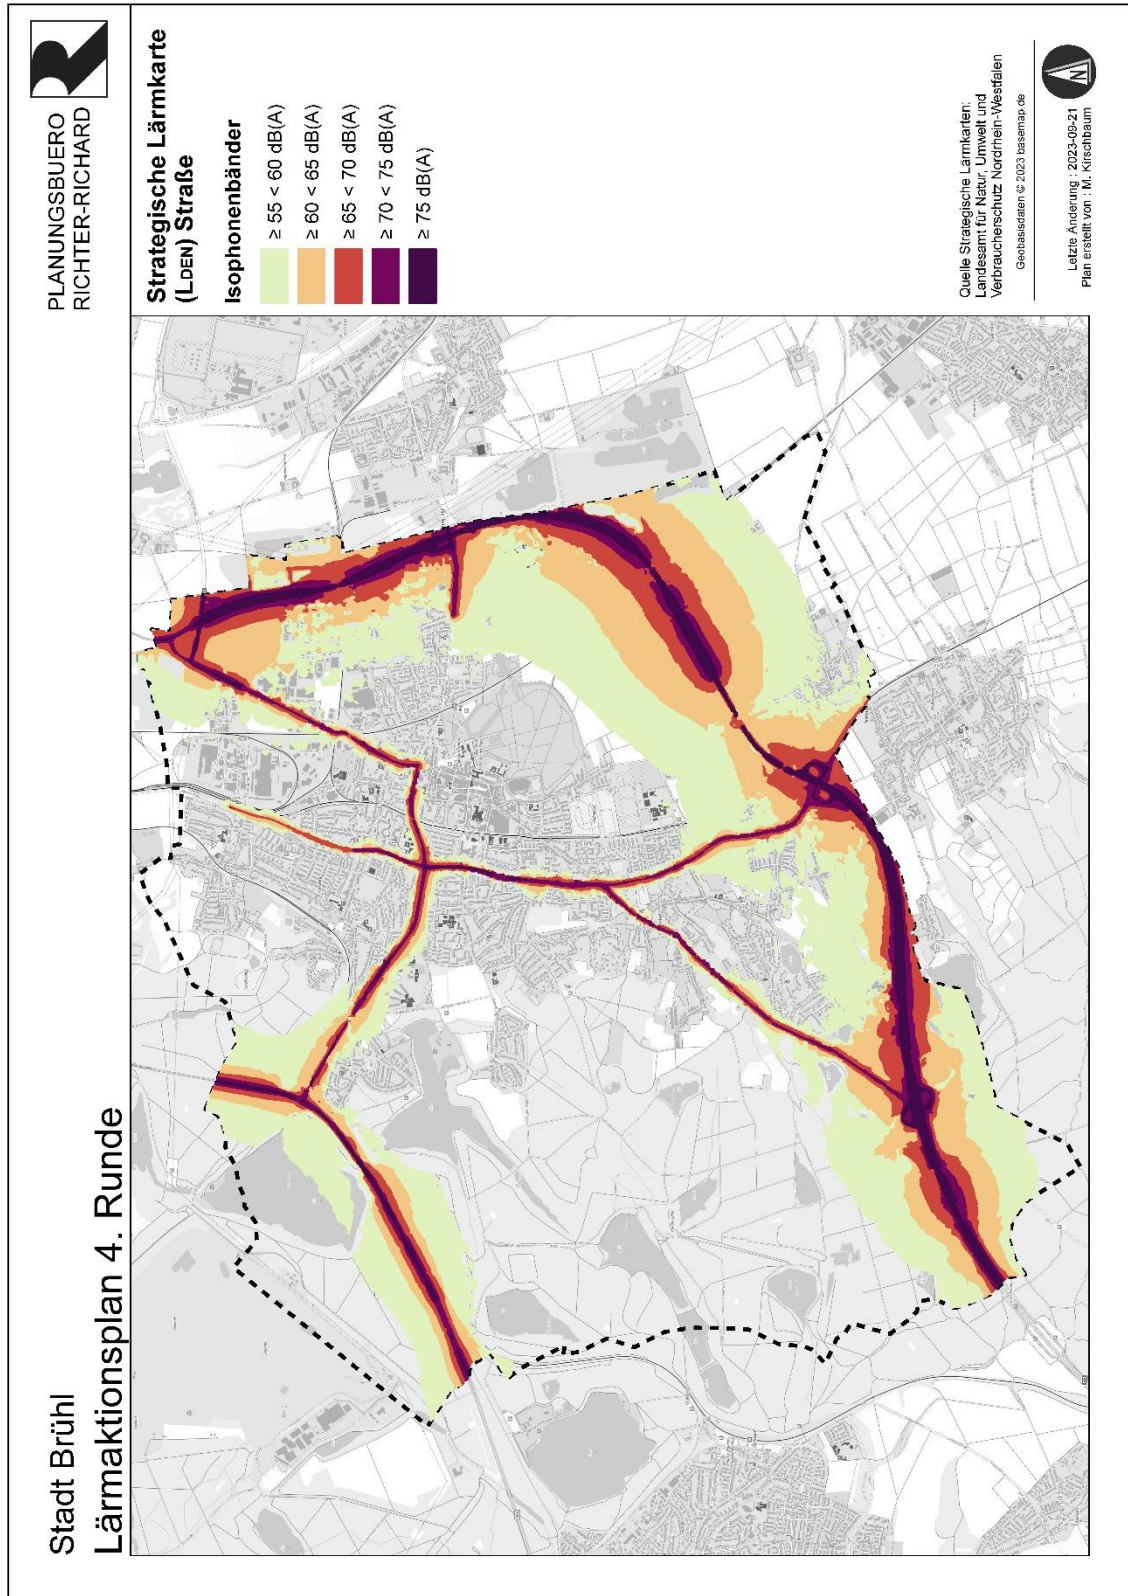 Stadt Brühl
Lärmaktionsplan 4. Runde
PLANUNGSBUERO
RICHTER-RICHARD
Strategische Lärmkarte
(LDEN) Straße
Isophonenbänder
≥ 55 < 60 dB(A)
≥ 60 < 65 dB(A)
≥ 65 < 70 dB(A)
≥ 70 < 75 dB(A)
≥ 75 dB(A)
Quelle Strategische Lärmkarten:
Landesamt für Natur, Umwelt und
Verbraucherschutz Nordrhein-Westfalen
Geobasisdaten © 2023 basemap.de
N
Letzte Änderung : 2023-09-21
Plan erstellt von : M. Kirschbaum